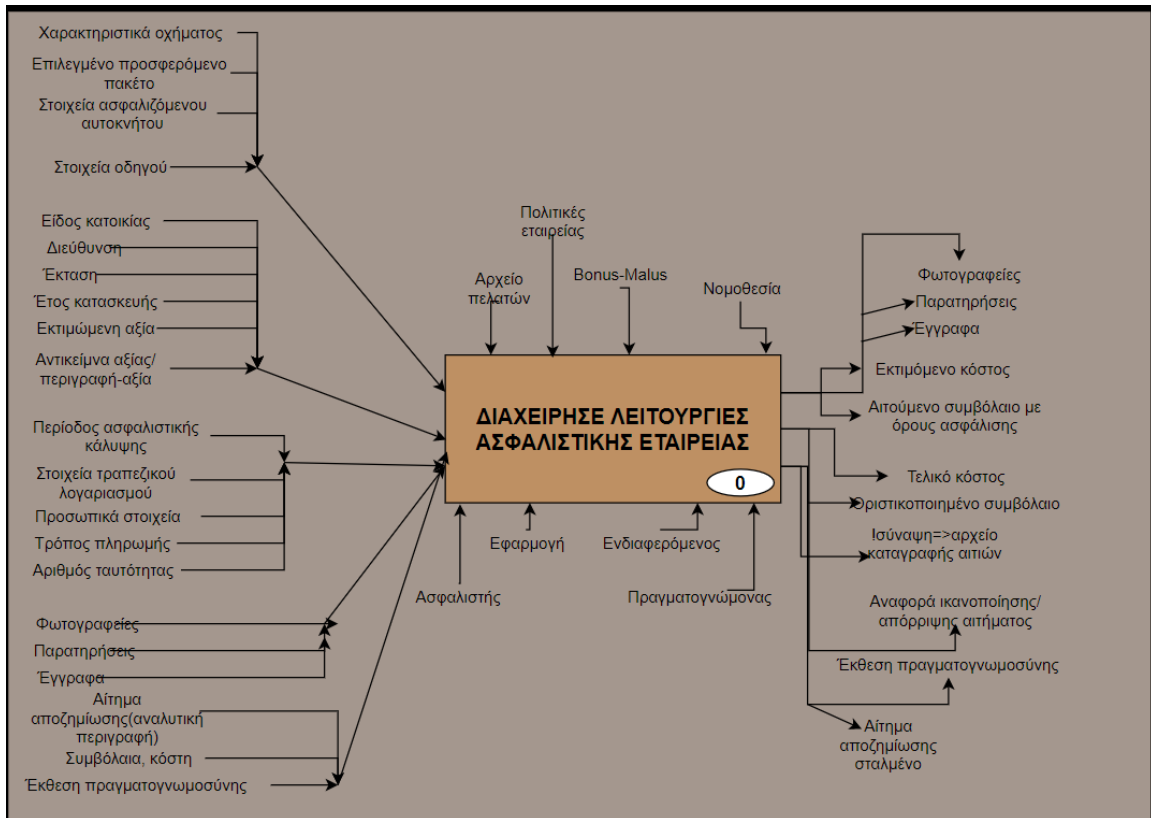 Χαρακτηριστικά οχήματος
Επιλεγμένο προσφερόμενο
πακέτο
Στοιχεία ασφαλιζόμενου
αυτοκνήτου
Στοιχεία οδηγού
Είδος κατοικίας
Διεύθυνση
Έκταση
Έτος κατασκευής
Εκτιμώμενη αξία
Αντικείμνα αξίας/
περιγραφή-αξία
Περίοδος ασφαλιστικής
κάλυψης
Στοιχεία τραπεζικού
λογαριασμού
Προσωπικά στοιχεία
Τρόπος πληρωμής
Αριθμός ταυτότητας
Φωτογραφείες
Παρατηρήσεις
Έγγραφα
Αίτημα
αποζημίωσης(αναλυτική
περιγραφή)
Συμβόλαια, κόστη
Έκθεση πραγματογνωμοσύνης
Αρχείο
πελατών
Πολιτικές
εταιρείας
Bonus-Malus
Νομοθεσία
ΔΙΑΧΕΙΡΗΣΕ ΛΕΙΤΟΥΡΓΙΕΣ
ΑΣΦΑΛΙΣΤΙΚΗΣ ΕΤΑΙΡΕΙΑΣ
0
Ασφαλιστής
Εφαρμογή
Ενδιαφερόμενος
Πραγματογνώμονας
Φωτογραφείες
Παρατηρήσεις
Έγγραφα
Εκτιμόμενο κόστος
Αιτούμενο συμβόλαιο με
όρους ασφάλισης
Τελικό κόστος
Οριστικοποιημένο συμβόλαιο
!σύναψη=>αρχείο
καταγραφής αιτιών
Αναφορά ικανοποίησης/
απόρριψης αιτήματος
Έκθεση πραγματογνωμοσύνης
Αίτημα
αποζημίωσης
σταλμένο